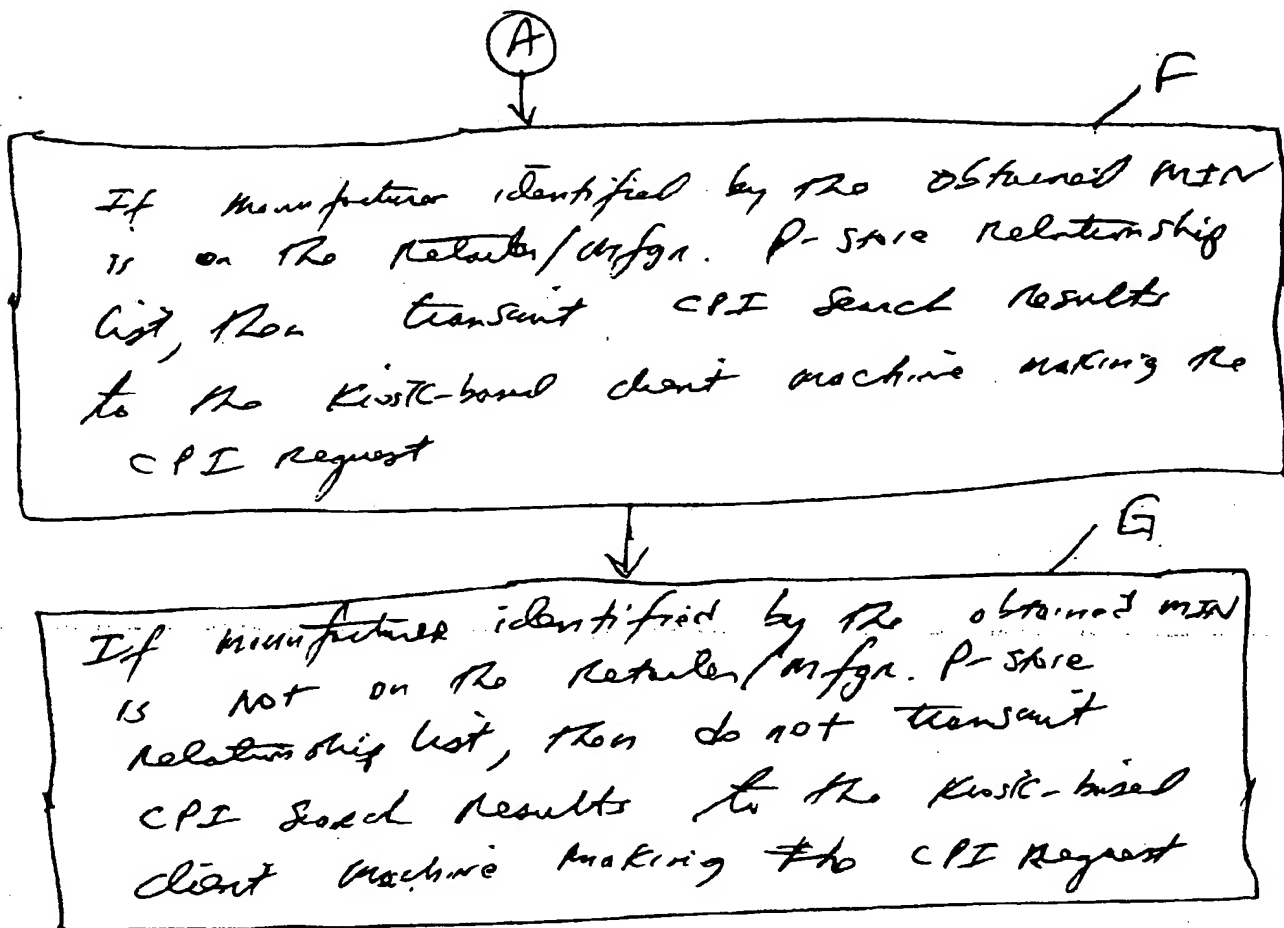 A
F
If manufacturer identified by the obtained MIN
is on the Retailer/Mfgr. P-Store Relationship
list, then transmit CPI Search Results
to the Kiosk-based client machine making the
CPI Request
G
If manufacturer identified by the obtained MIN
is Not on the Retailer/Mfgr. P-Store
Relationship list, then do not transmit
CPI Search Results to the Kiosk-based
client machine making the CPI Request